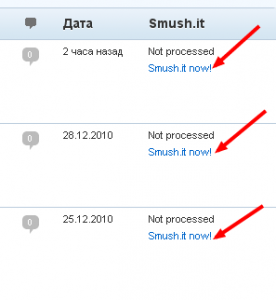 Дата Smush.it
0 2 часа назад Not processed
Smush.it now!
0 28.12.2010 Not processed
Smush.it now!
0 25.12.2010 Not processed
Smush.it now!